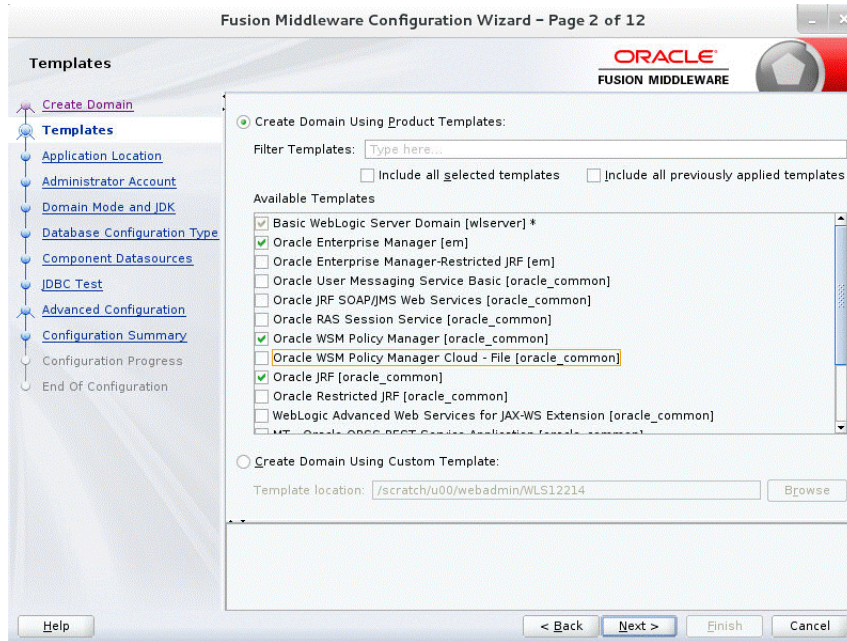 Fusion Middleware Configuration Wizard – Page 2 of 12
Templates
ORACLE
FUSION MIDDLEWARE
Create Domain
Templates
Application Location
Administrator Account
Domain Mode and JDK
Database Configuration Type
Component Datasources
JDBC Test
Advanced Configuration
Configuration Summary
Configuration Progress
End Of Configuration
Create Domain Using Product Templates:
Filter Templates: Type here...
Include all selected templates Include all previously applied templates
Available Templates
Basic WebLogic Server Domain [wlserver] *
Oracle Enterprise Manager [em]
Oracle Enterprise Manager-Restricted JRF [em]
Oracle User Messaging Service Basic [oracle_common]
Oracle JRF SOAP/JMS Web Services [oracle_common]
Oracle RAS Session Service [oracle_common]
Oracle WSM Policy Manager [oracle_common]
Oracle WSM Policy Manager Cloud - File [oracle_common]
Oracle JRF [oracle_common]
Oracle Restricted JRF [oracle_common]
WebLogic Advanced Web Services for JAX-WS Extension [oracle_common]
MT - Oracle OPSS REST Service Application [oracle_common]
Create Domain Using Custom Template:
Template location: /scratch/u00/webadmin/WLS12214 Browse
Help < Back Next > Finish Cancel